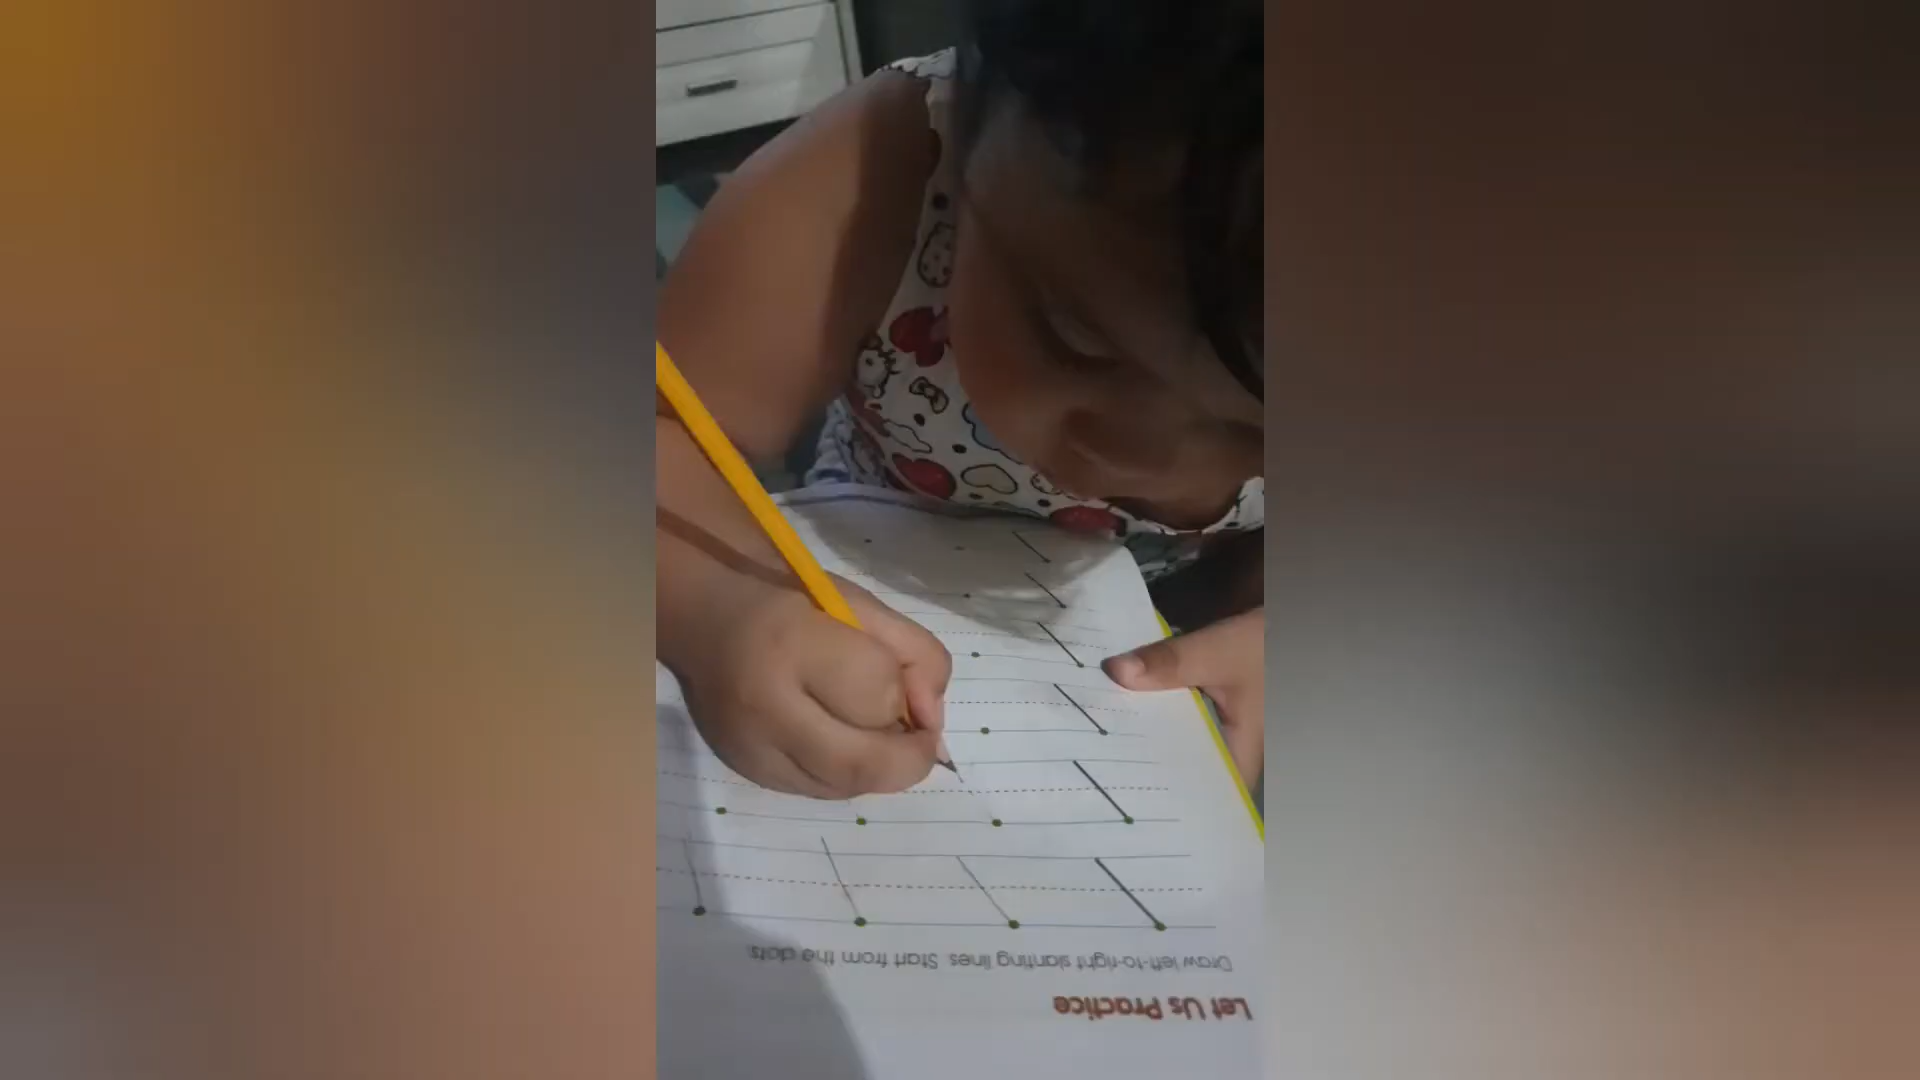 Let Us Practice
Draw left-to-right slanting lines. Start from the dots.